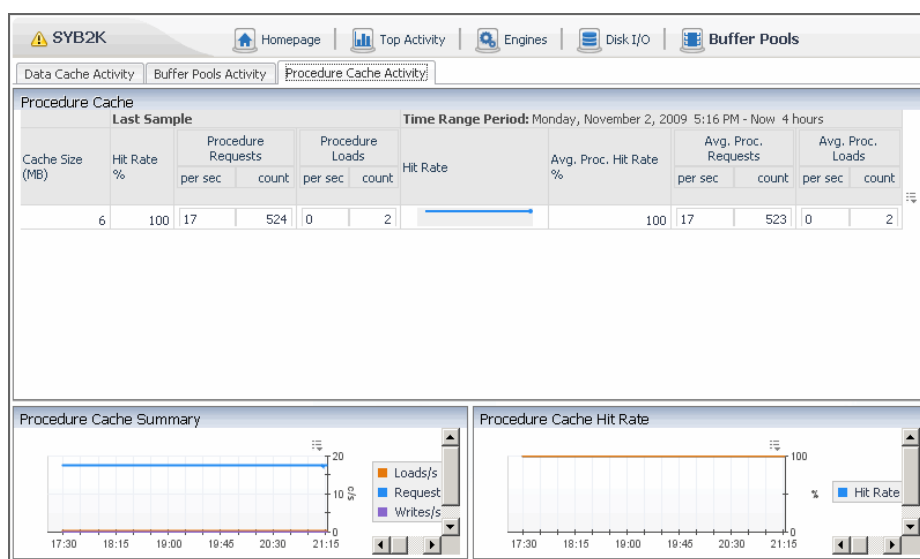 SYB2K Homepage Top Activity Engines Disk I/O Buffer Pools
Data Cache Activity Buffer Pools Activity Procedure Cache Activity
Procedure Cache
Last Sample Time Range Period: Monday, November 2, 2009 5:16 PM - Now 4 hours
Cache Size (MB) Hit Rate % Procedure Requests Procedure Loads Hit Rate Avg. Proc. Hit Rate % Avg. Proc. Requests Avg. Proc. Loads
per sec count per sec count per sec count per sec count
6 100 17 524 0 2 100 17 523 0 2
Procedure Cache Summary
20
10
0
c/s
17:30 18:15 19:00 19:45 20:30 21:15
Loads/s
Request
Writes/s
Procedure Cache Hit Rate
100
%
0
17:30 18:15 19:00 19:45 20:30 21:15
Hit Rate